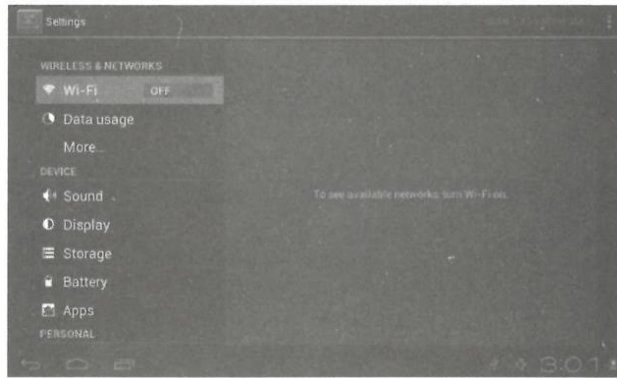 Settings
WIRELESS & NETWORKS
Wi-Fi OFF
Data usage
More...
DEVICE
Sound
Display
Storage
Battery
Apps
PERSONAL
To see available networks, turn Wi-Fi on.
3:01